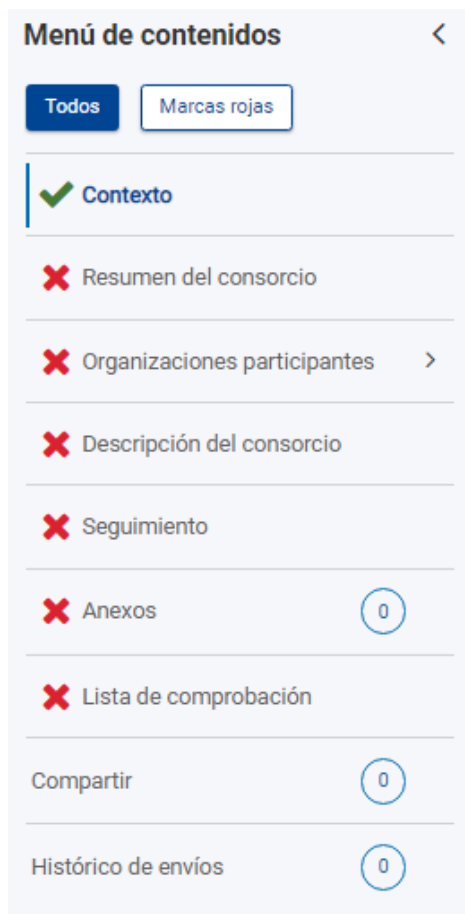 Menú de contenidos
Todos Marcas rojas
Contexto
Resumen del consorcio
Organizaciones participantes
Descripción del consorcio
Seguimiento
Anexos 0
Lista de comprobación
Compartir 0
Histórico de envíos 0